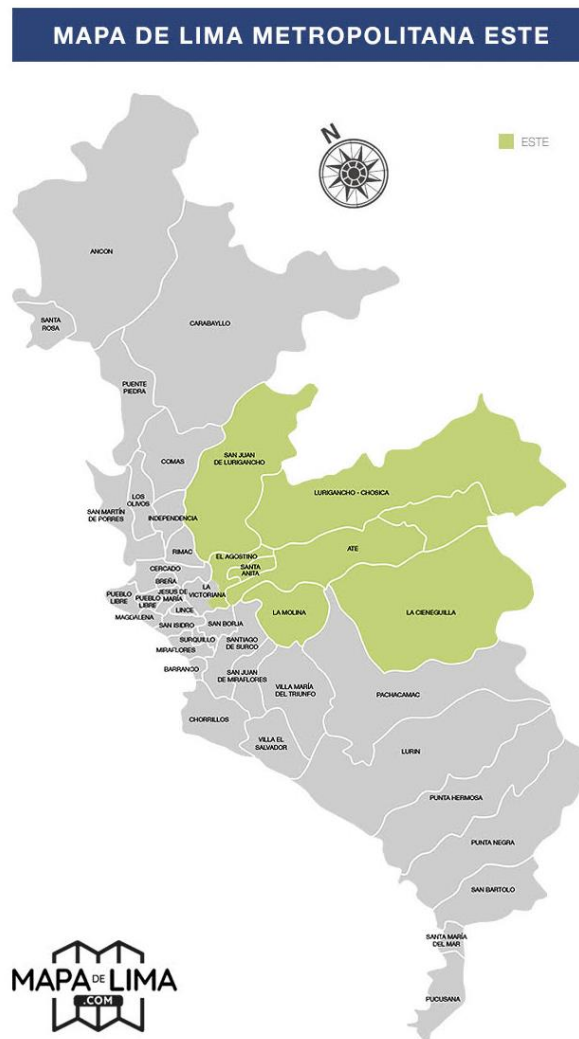 MAPA DE LIMA METROPOLITANA ESTE
N
ESTE
ANCON
SANTA
ROSA
CARABAYLLO
PUENTE
PIEDRA
COMAS
SAN JUAN
DE LURIGANCHO
LURIGANCHO - CHOSICA
LOS
OLIVOS
SAN MARTÍN
DE PORRES
INDEPENDENCIA
RIMAC
EL AGOSTINO
SANTA
ANITA
ATE
CERCADO
BREÑA
PUEBLO
LIBRE
PUEBLO
LIBRE
JESUS DE
MARÍA
LA
VICTORIANA
LINCE
MAGDALENA
SAN ISIDRO
SAN BORJA
LA MOLINA
LA CIENEGUILLA
SURQUILLO
SANTIAGO
DE SURCO
MIRAFLORES
BARRANCO
SAN JUAN
DE MIRAFLORES
VILLA MARÍA
DEL TRIUNFO
PACHACAMAC
CHORRILLOS
VILLA EL
SALVADOR
LURIN
PUNTA HERMOSA
PUNTA NEGRA
SAN BARTOLO
SANTA MARÍA
DEL MAR
PUCUSANA
MAPA DE LIMA
.COM